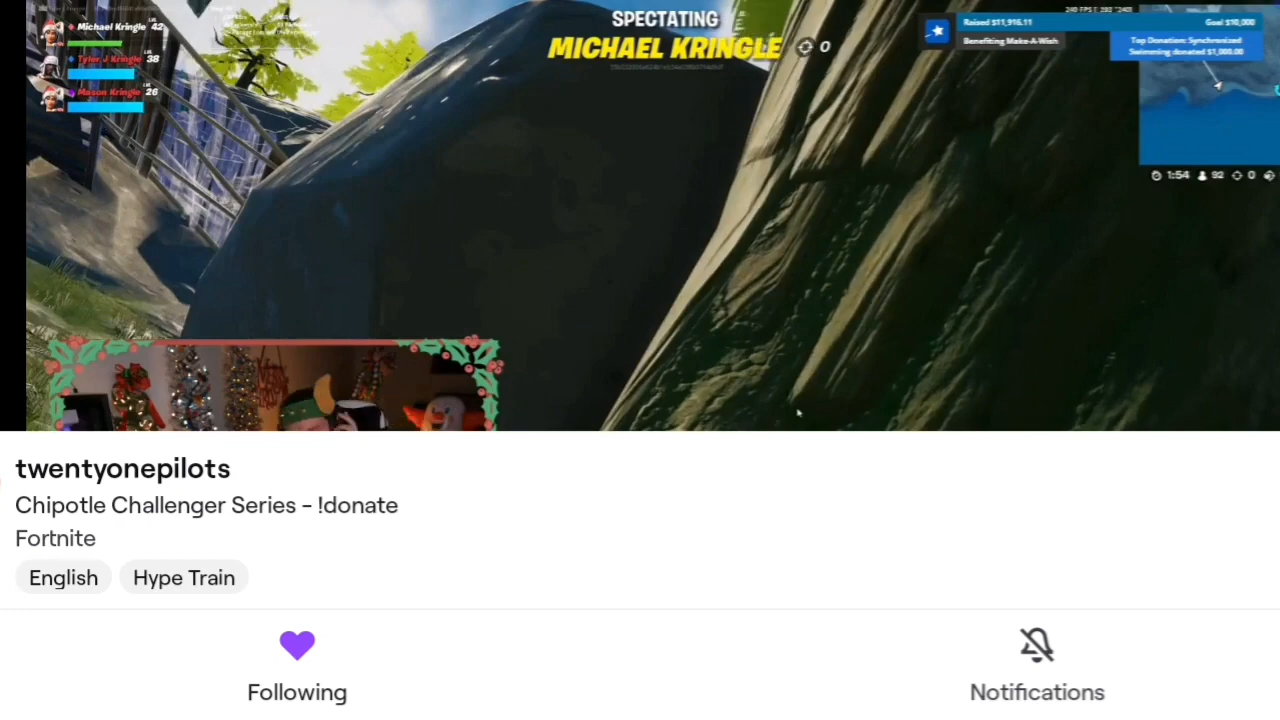 Michael Kringle 42
Tyler J Kringle 38
Mason Kringle 26
SPECTATING
MICHAEL KRINGLE 0
Raised $11,916.11 Goal $10,000
Benefiting Make-A-Wish
Top Donation: Synchronized
Swimming donated $1,000.00
1:54 92 0
twentyonepilots
Chipotle Challenger Series - !donate
Fortnite
English Hype Train
Following Notifications